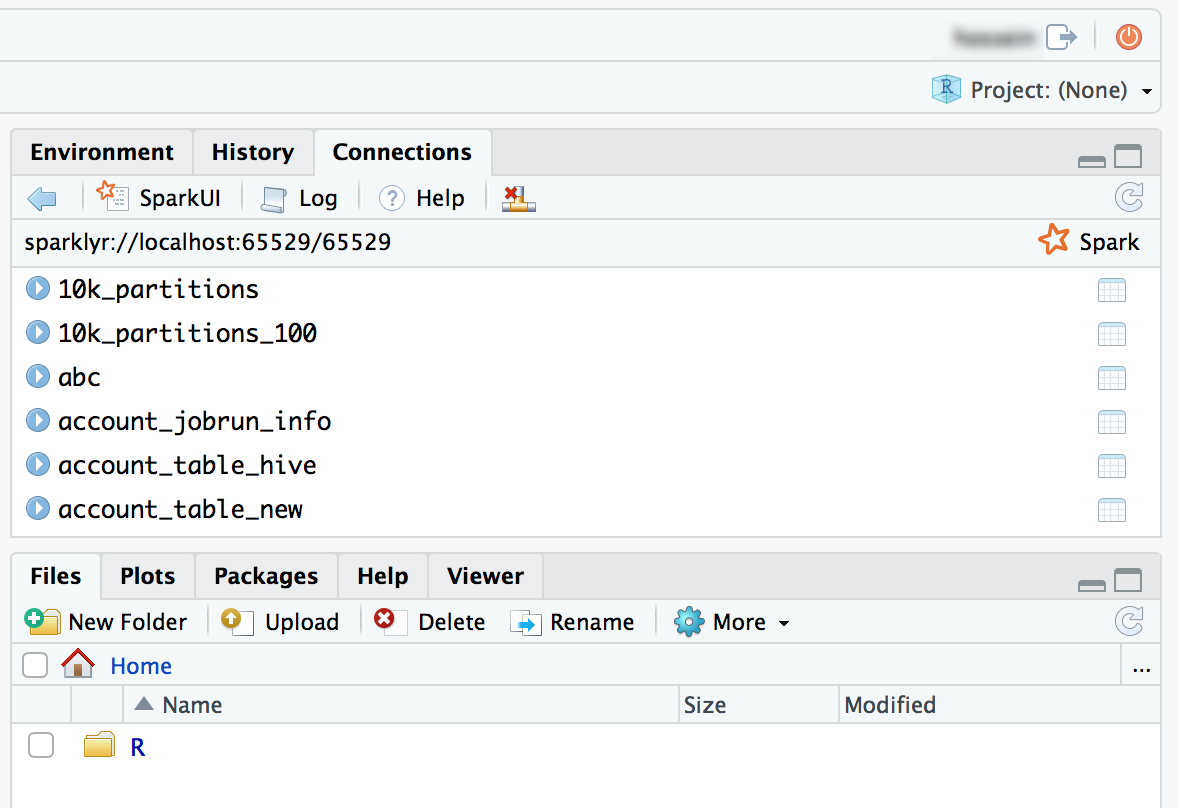 Project: (None)
Environment History Connections
SparkUI Log Help
sparklyr://localhost:65529/65529 Spark
10k_partitions
10k_partitions_100
abc
account_jobrun_info
account_table_hive
account_table_new
Files Plots Packages Help Viewer
New Folder Upload Delete Rename More
Home ...
Name Size Modified
R